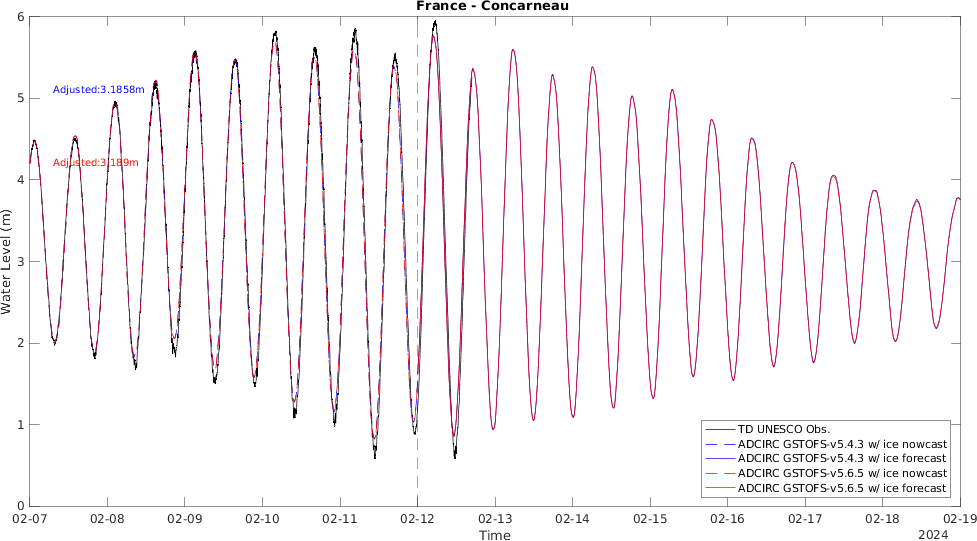 France - Concarneau
6
5
4
3
2
1
0
Water Level (m)
Adjusted:3.1858m
Adjusted:3.189m
TD UNESCO Obs.
ADCIRC GSTOFS-v5.4.3 w/ ice nowcast
ADCIRC GSTOFS-v5.4.3 w/ ice forecast
ADCIRC GSTOFS-v5.6.5 w/ ice nowcast
ADCIRC GSTOFS-v5.6.5 w/ ice forecast
02-07 02-08 02-09 02-10 02-11 02-12 02-13 02-14 02-15 02-16 02-17 02-18 02-19
Time
2024